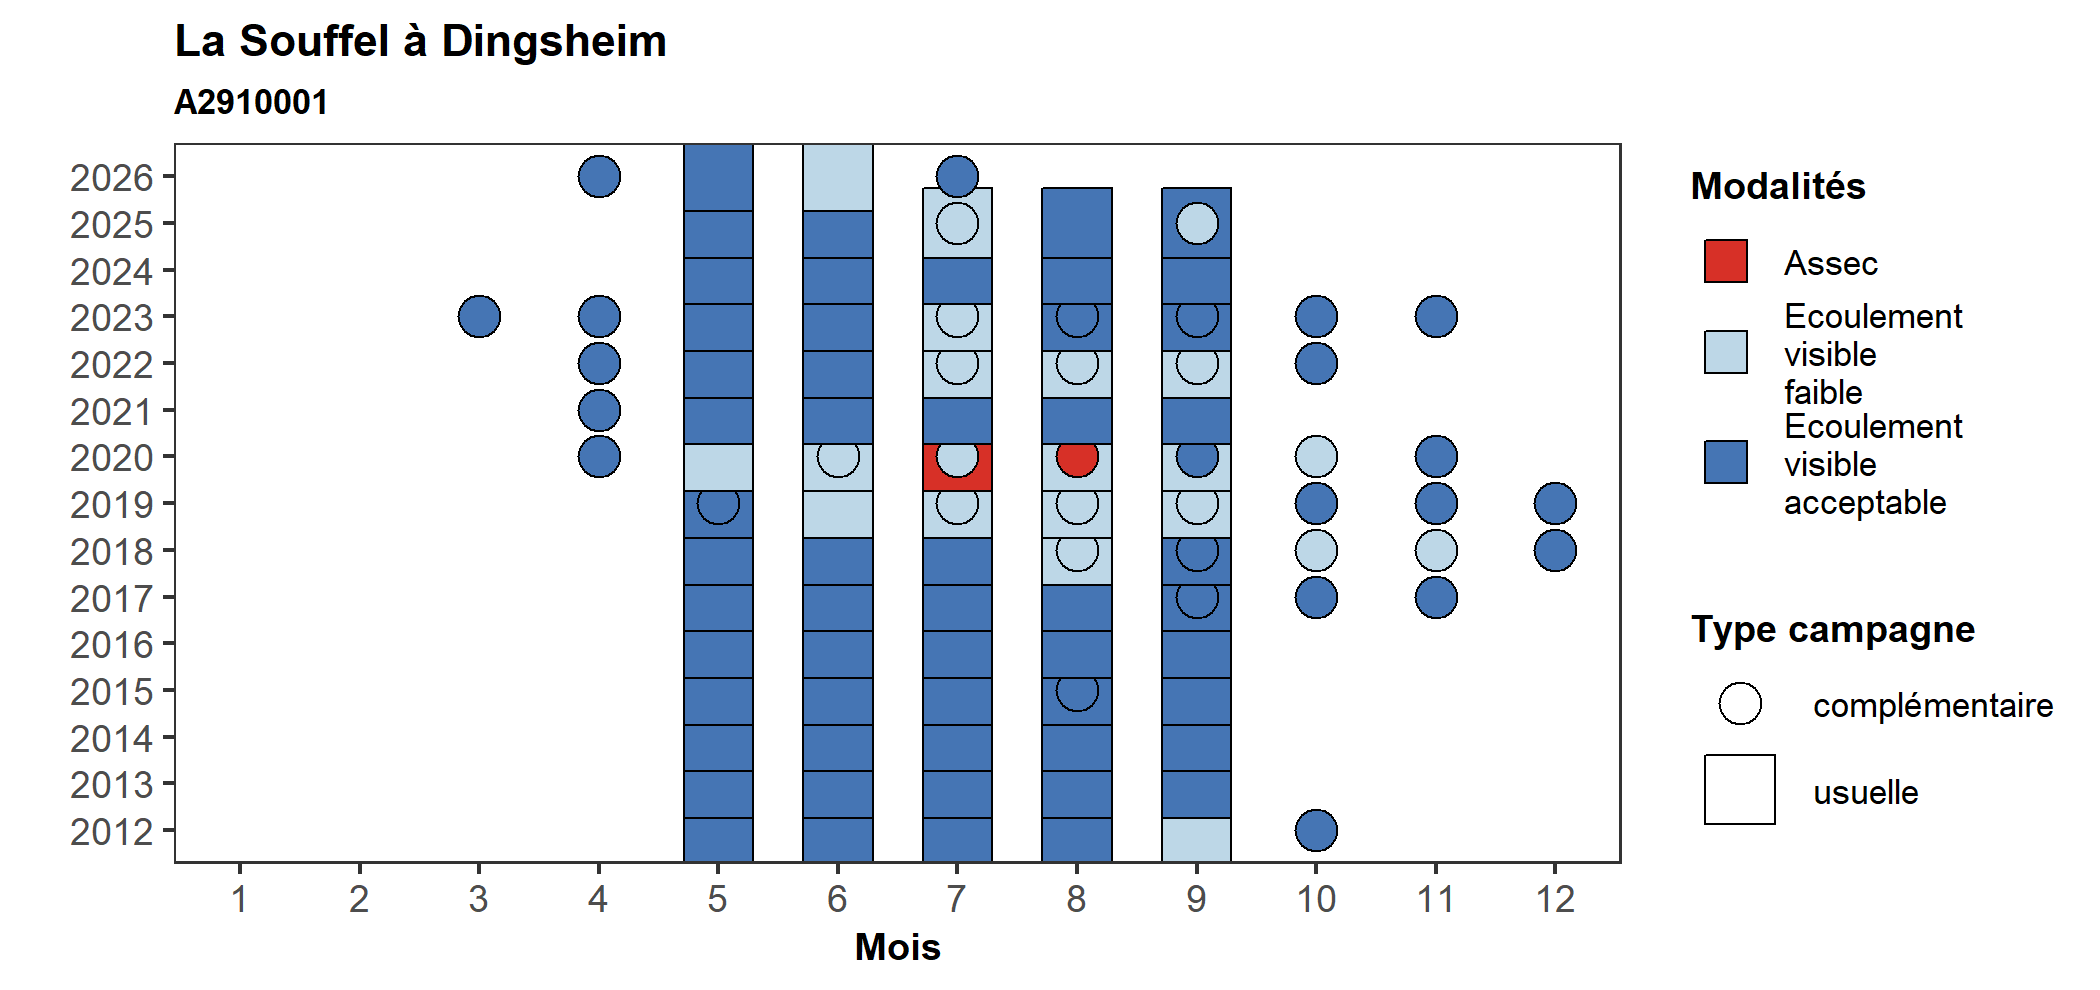 La Souffel à Dingsheim
A2910001
2026
2025
2024
2023
2022
2021
2020
2019
2018
2017
2016
2015
2014
2013
2012
1 2 3 4 5 6 7 8 9 10 11 12
Mois
Modalités
Assec
Ecoulement
visible
faible
Ecoulement
visible
acceptable
Type campagne
complémentaire
usuelle